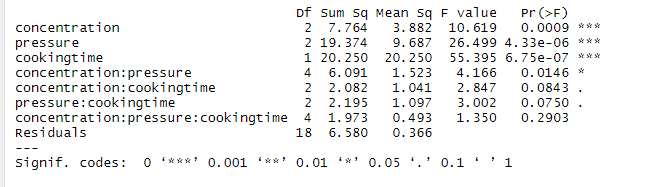 Df Sum Sq Mean Sq F value Pr(>F)
concentration 2 7.764 3.882 10.619 0.0009 ***
pressure 2 19.374 9.687 26.499 4.33e-06 ***
cookingtime 1 20.250 20.250 55.395 6.75e-07 ***
concentration:pressure 4 6.091 1.523 4.166 0.0146 *
concentration:cookingtime 2 2.082 1.041 2.847 0.0843 .
pressure:cookingtime 2 2.195 1.097 3.002 0.0750 .
concentration:pressure:cookingtime 4 1.973 0.493 1.350 0.2903
Residuals 18 6.580 0.366
---
Signif. codes: 0 ‘***’ 0.001 ‘**’ 0.01 ‘*’ 0.05 ‘.’ 0.1 ‘ ’ 1